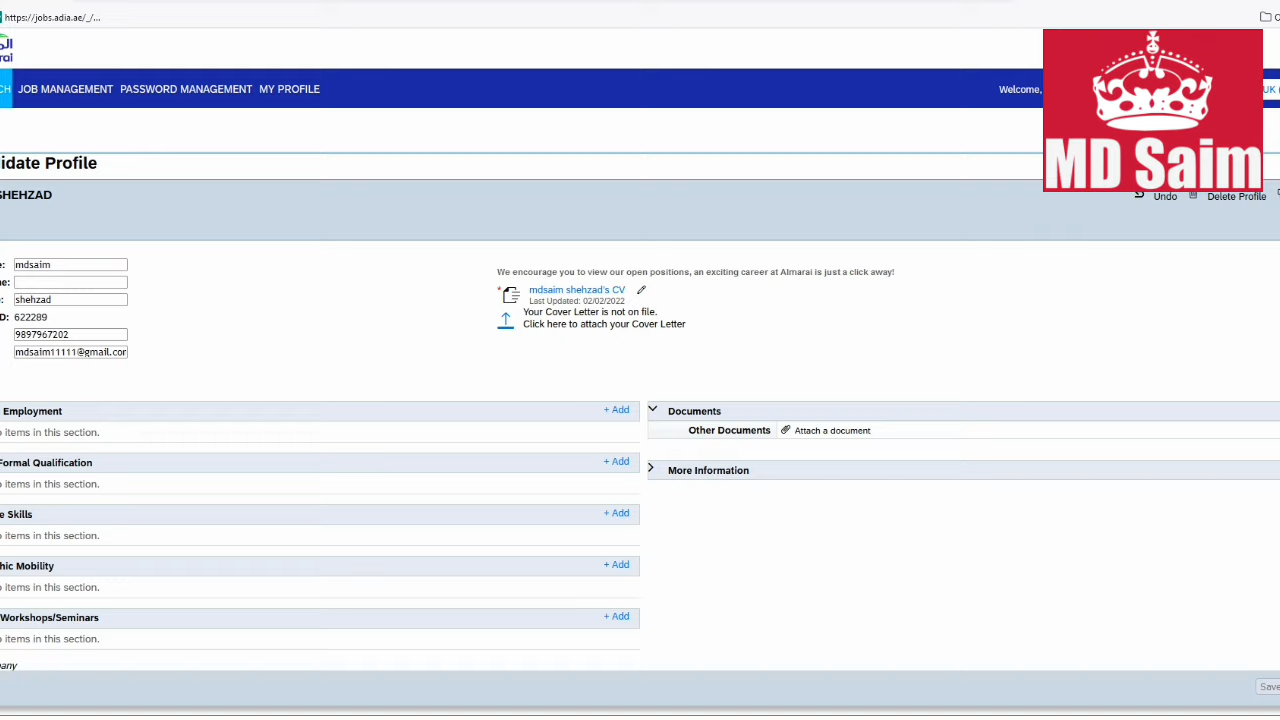 https://jobs.adia.ae/_/...
JOB MANAGEMENT PASSWORD MANAGEMENT MY PROFILE
Welcome,
UK
MD Saim
idate Profile
SHEHZAD
Undo Delete Profile
e: mdsaim
ne:
e: shehzad
D: 622289
9897967202
mdsaim11111@gmail.cor
We encourage you to view our open positions, an exciting career at Almarai is just a click away!
* mdsaim shehzad's CV
Last Updated: 02/02/2022
Your Cover Letter is not on file.
Click here to attach your Cover Letter
Employment + Add
items in this section.
Formal Qualification + Add
items in this section.
e Skills + Add
items in this section.
hic Mobility + Add
items in this section.
Workshops/Seminars + Add
items in this section.
any
Documents
Other Documents Attach a document
More Information
Save